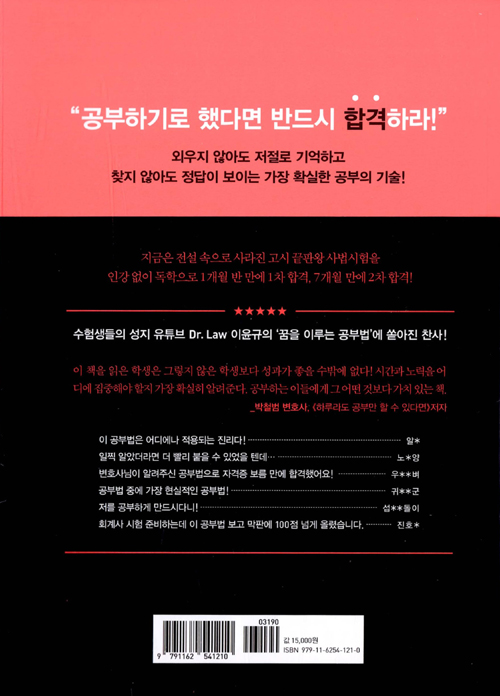 “공부하기로 했다면 반드시 합격하라!”
외우지 않아도 저절로 기억하고
찾지 않아도 정답이 보이는 가장 확실한 공부의 기술!
지금은 전설 속으로 사라진 고시 끝판왕 사법시험을
인강 없이 독학으로 1개월 반 만에 1차 합격, 7개월 만에 2차 합격!
★★★★★
수험생들의 성지 유튜브 Dr. Law 이윤규의 ‘꿈을 이루는 공부법’에 쏟아진 찬사!
이 책을 읽은 학생은 그렇지 않은 학생보다 성과가 좋을 수밖에 없다! 시간과 노력을 어
디에 집중해야 할지 가장 확실히 알려준다. 공부하는 이들에게 그 어떤 것보다 가치 있는 책.
_박철범 변호사, 《하루라도 공부만 할 수 있다면》저자
이 공부법은 어디에나 적용되는 진리다! 알*
일찍 알았더라면 더 빨리 붙을 수 있었을 텐데… 노*양
변호사님이 알려주신 공부법으로 자격증 보름 만에 합격했어요! 우**벼
공부법 중에 가장 현실적인 공부법! 귀**군
저를 공부하게 만드시다니! 섭**돌이
회계사 시험 준비하는데 이 공부법 보고 막판에 100점 넘게 올렸습니다. 진호*
03190
9 791162 541210
값 15,000원
ISBN 979-11-6254-121-0